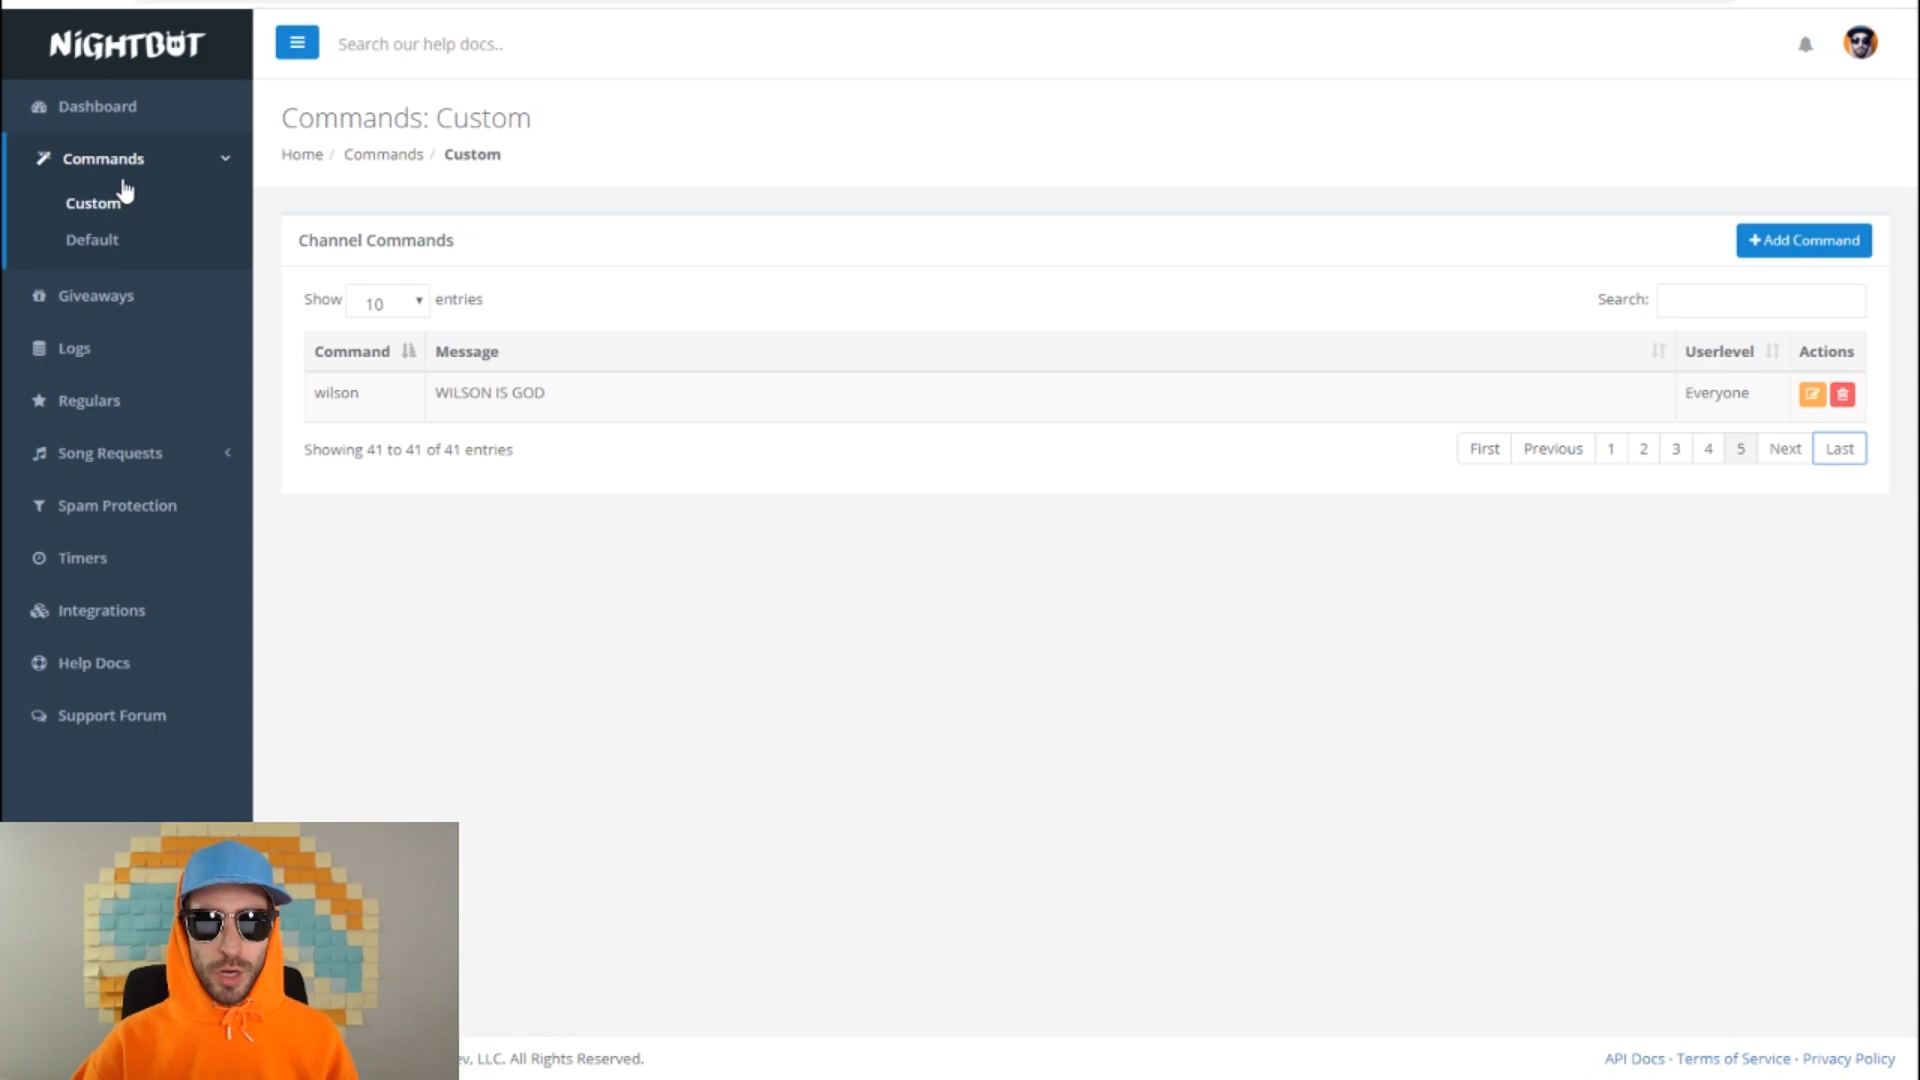 NiGHTBOT
Search our help docs..
Dashboard
Commands
Custom
Default
Giveaways
Logs
Regulars
Song Requests
Spam Protection
Timers
Integrations
Help Docs
Support Forum
Commands: Custom
Home / Commands / Custom
Channel Commands
+ Add Command
Show 10 entries
Search:
Command Message Userlevel Actions
wilson WILSON IS GOD Everyone
Showing 41 to 41 of 41 entries
First Previous 1 2 3 4 5 Next Last
LLC. All Rights Reserved.
API Docs · Terms of Service · Privacy Policy